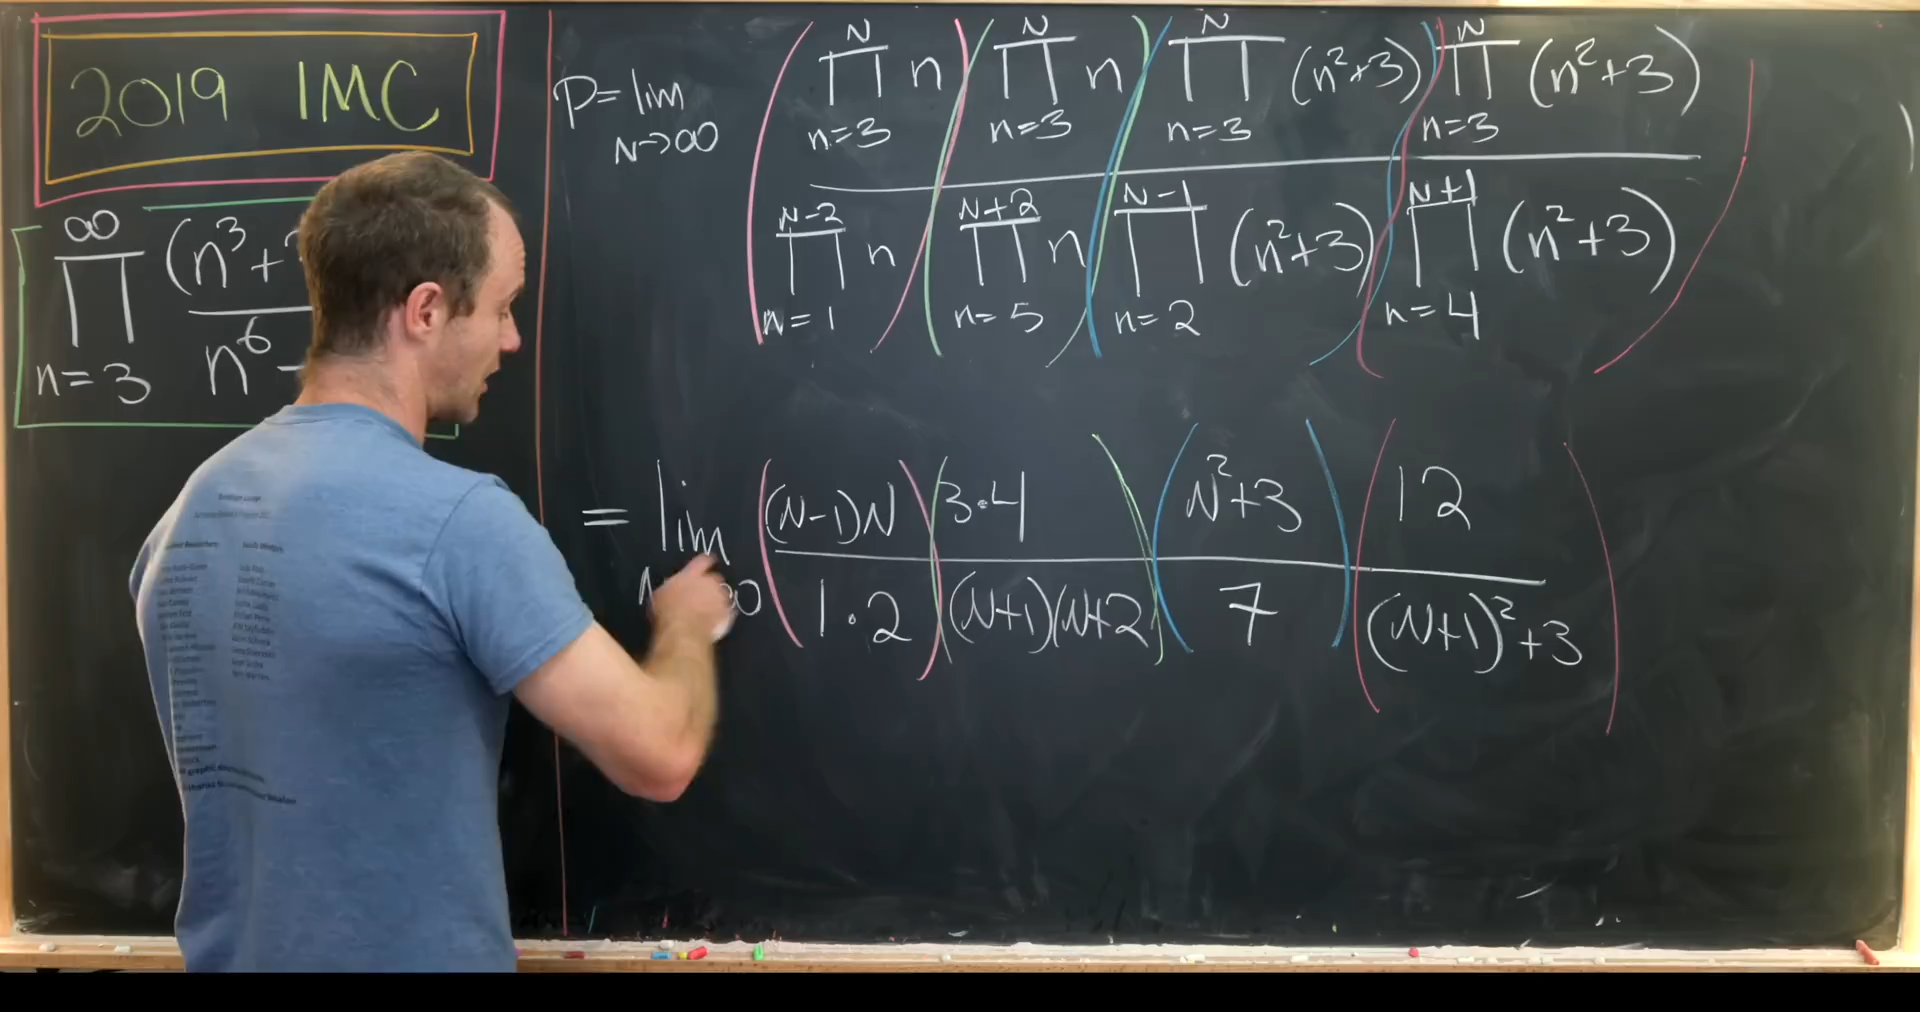 2019 IMC
∞
∏ (n³+
n=3 n⁶ -
P = lim N→∞ (∏_{n=3}^{N} n)(∏_{n=3}^{N} n)(∏_{n=3}^{N} (n²+3))(∏_{n=3}^{N} (n²+3))
(∏_{n=1}^{N-2} n)(∏_{n=5}^{N+2} n)(∏_{n=2}^{N-1} (n²+3))(∏_{n=4}^{N+1} (n²+3))
= lim ((N-1)N)(3·4)(N²+3)(12)
∞ (1·2)((N+1)(N+2)(7)((N+1)²+3)